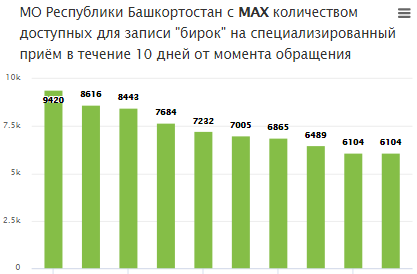 МО Республики Башкортостан с MAX количеством
доступных для записи "бирок" на специализированный
приём в течение 10 дней от момента обращения
10k
7.5k
5k
2.5k
0
9420
8616
8443
7684
7232
7005
6865
6489
6104
6104